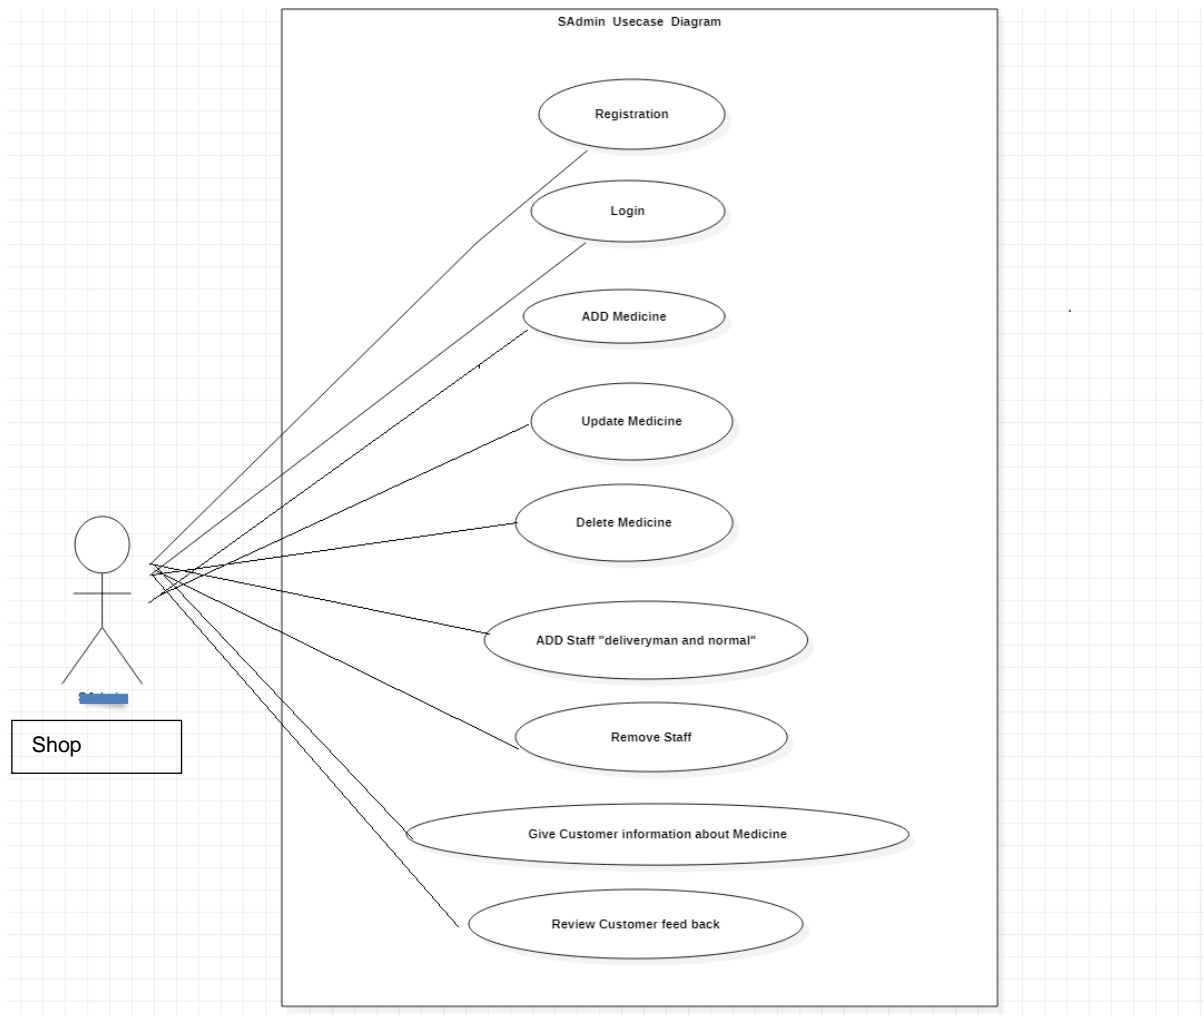 SAdmin Usecase Diagram
Registration
Login
ADD Medicine
Update Medicine
Delete Medicine
ADD Staff "deliveryman and normal"
Remove Staff
Shop
Give Customer information about Medicine
Review Customer feed back